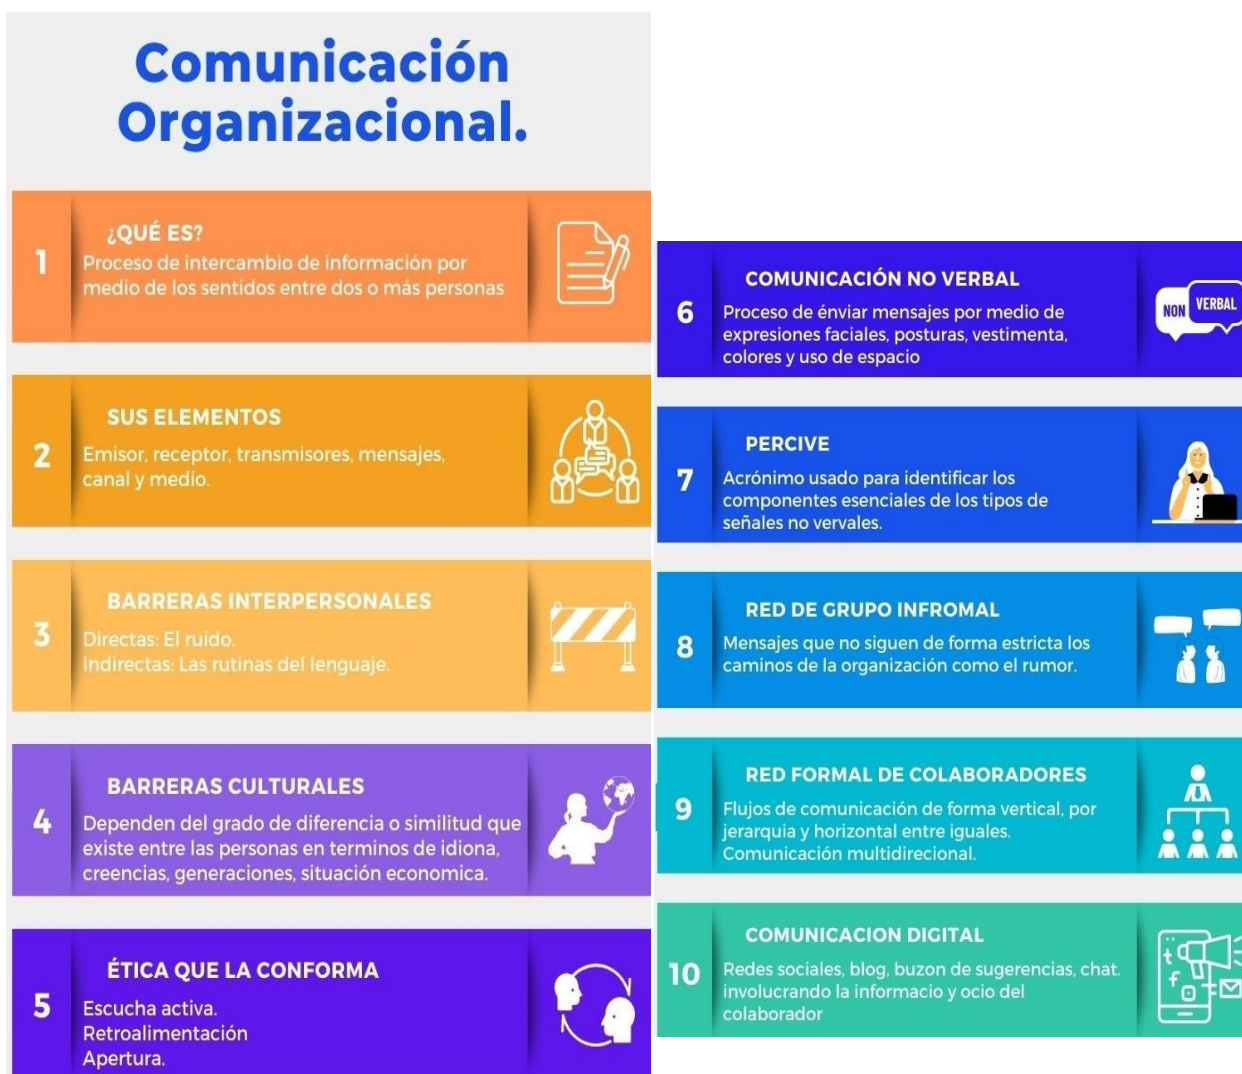 Comunicación
Organizacional.
1
¿QUÉ ES?
Proceso de intercambio de información por
medio de los sentidos entre dos o más personas
2
SUS ELEMENTOS
Emisor, receptor, transmisores, mensajes,
canal y medio.
3
BARRERAS INTERPERSONALES
Directas: El ruido.
Indirectas: Las rutinas del lenguaje.
4
BARRERAS CULTURALES
Dependen del grado de diferencia o similitud que
existe entre las personas en terminos de idiona,
creencias, generaciones, situación economica.
5
ÉTICA QUE LA CONFORMA
Escucha activa.
Retroalimentación
Apertura.
6
COMUNICACIÓN NO VERBAL
Proceso de énviar mensajes por medio de
expresiones faciales, posturas, vestimenta,
colores y uso de espacio
NON VERBAL
7
PERCIVE
Acrónimo usado para identificar los
componentes esenciales de los tipos de
señales no vervales.
8
RED DE GRUPO INFROMAL
Mensajes que no siguen de forma estricta los
caminos de la organización como el rumor.
9
RED FORMAL DE COLABORADORES
Flujos de comunicación de forma vertical, por
jerarquia y horizontal entre iguales.
Comunicación multidirecional.
10
COMUNICACION DIGITAL
Redes sociales, blog, buzon de sugerencias, chat.
involucrando la informacio y ocio del
colaborador